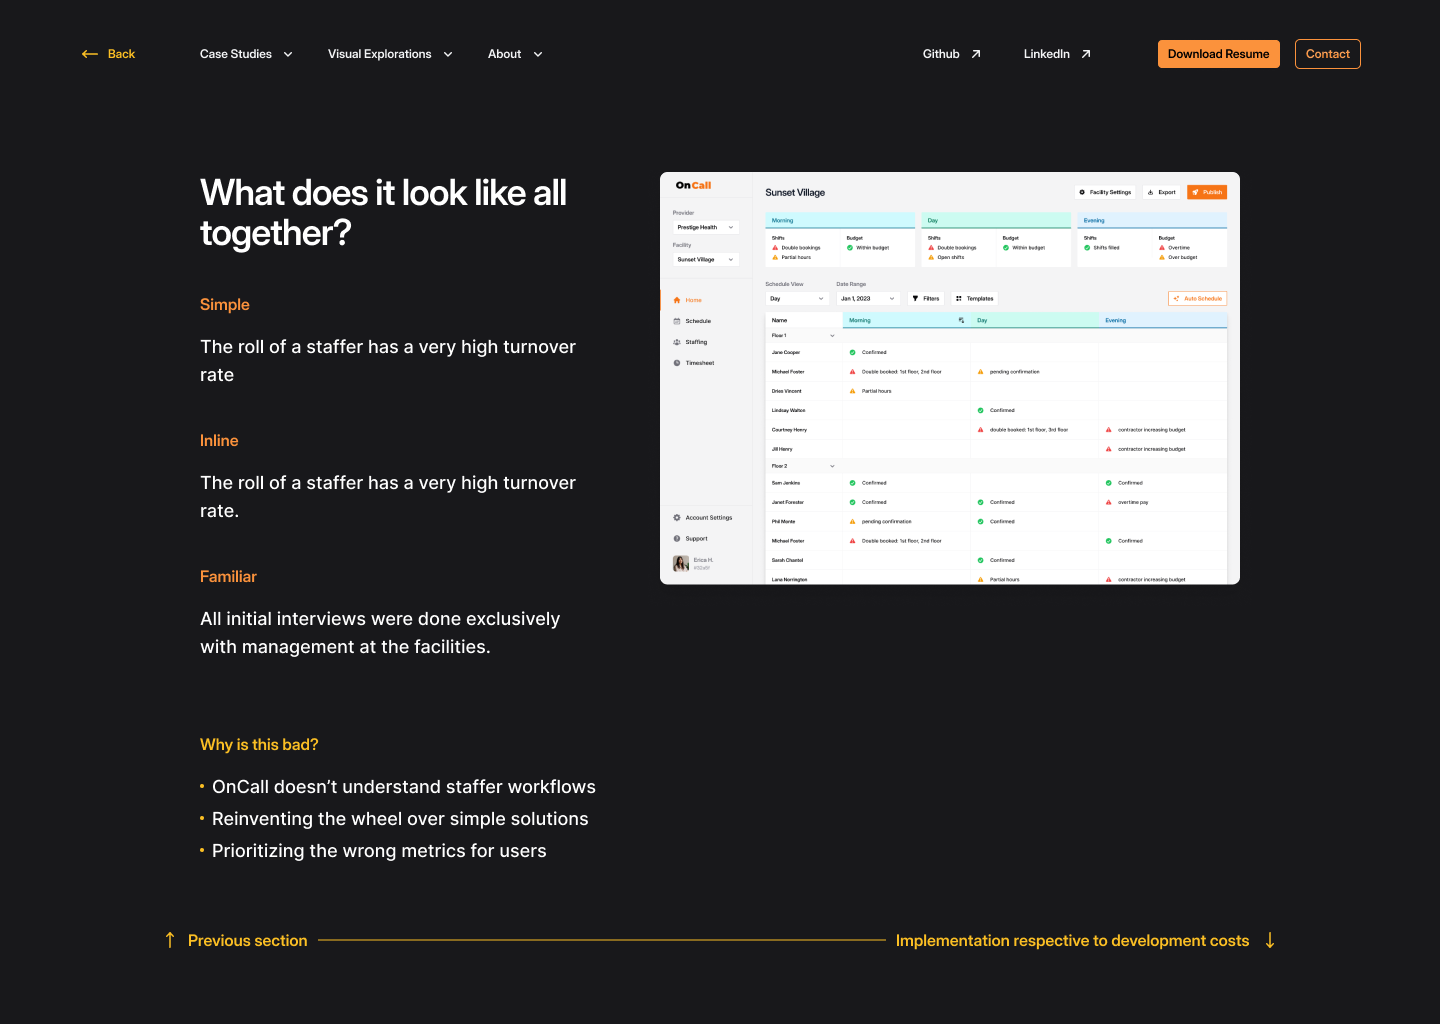 Back
Case Studies
Visual Explorations
About
Github
LinkedIn
Download Resume
Contact
What does it look like all
together?
Simple
The roll of a staffer has a very high turnover
rate
Inline
The roll of a staffer has a very high turnover
rate.
Familiar
All initial interviews were done exclusively
with management at the facilities.
Why is this bad?
• OnCall doesn’t understand staffer workflows
• Reinventing the wheel over simple solutions
• Prioritizing the wrong metrics for users
OnCall
Provider
Prestige Health
Facility
Sunset Village
Home
Schedule
Staffing
Timesheet
Account Settings
Support
Erica H.
Sunset Village
Facility Settings
Export
Publish
Morning
Shifts
Double bookings
Partial hours
Budget
Within budget
Day
Shifts
Double bookings
Open shifts
Budget
Within budget
Evening
Shifts
Shifts filled
Budget
Overtime
Over budget
Schedule View
Day
Date Range
Jan 1, 2023
Filters
Templates
Auto Schedule
Name Morning Day Evening
Floor 1
Jane Cooper Confirmed
Michael Foster Double booked: 1st floor, 2nd floor pending confirmation
Dries Vincent Partial hours
Lindsay Walton Confirmed
Courtney Henry double booked: 1st floor, 3rd floor contractor increasing budget
Jill Henry contractor increasing budget
Floor 2
Sam Jenkins Confirmed Confirmed
Janet Forester Confirmed Confirmed overtime pay
Phil Monte pending confirmation Confirmed
Michael Foster Double booked: 1st floor, 2nd floor Confirmed
Sarah Chantel Confirmed
Lana Norrington Partial hours contractor increasing budget
Previous section
Implementation respective to development costs